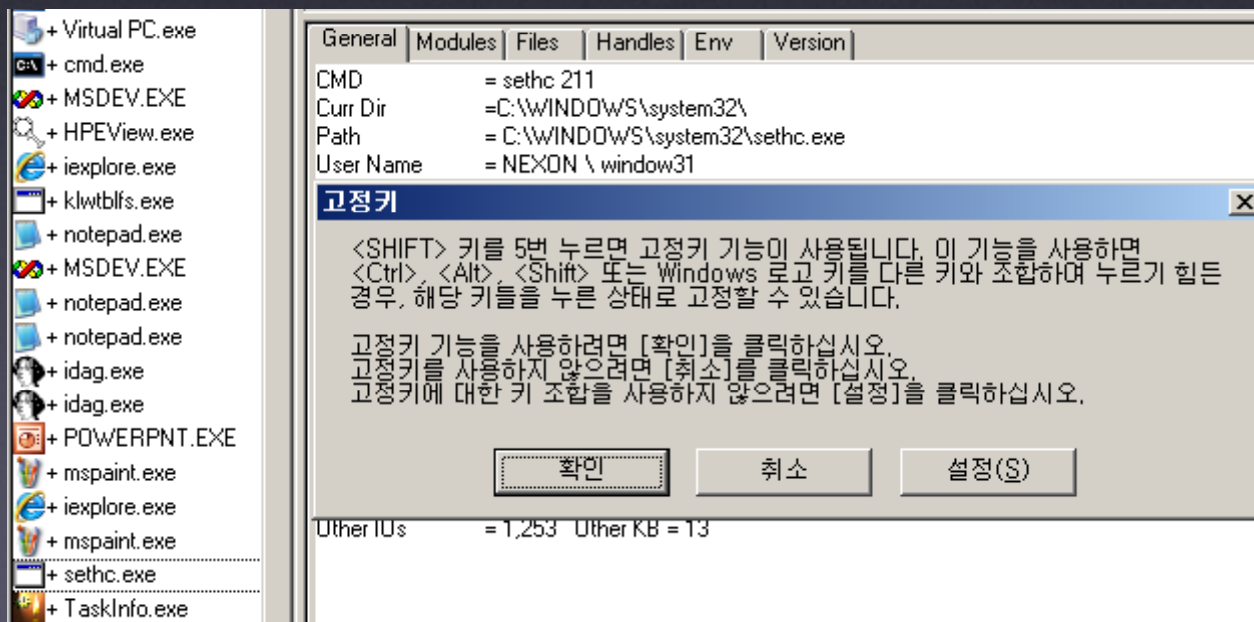 + Virtual PC.exe
+ cmd.exe
+ MSDEV.EXE
+ HPEView.exe
+ iexplore.exe
+ klwtblfs.exe
+ notepad.exe
+ MSDEV.EXE
+ notepad.exe
+ notepad.exe
+ idag.exe
+ idag.exe
+ POWERPNT.EXE
+ mspaint.exe
+ iexplore.exe
+ mspaint.exe
+ sethc.exe
+ TaskInfo.exe
General Modules Files Handles Env Version
CMD = sethc 211
Curr Dir =C:\WINDOWS\system32\
Path = C:\WINDOWS\system32\sethc.exe
User Name = NEXON \ window31
고정키
<SHIFT> 키를 5번 누르면 고정키 기능이 사용됩니다. 이 기능을 사용하면
<Ctrl>, <Alt>, <Shift> 또는 Windows 로고 키를 다른 키와 조합하여 누르기 힘든
경우, 해당 키들을 누른 상태로 고정할 수 있습니다.
고정키 기능을 사용하려면 [확인]을 클릭하십시오.
고정키를 사용하지 않으려면 [취소]를 클릭하십시오.
고정키에 대한 키 조합을 사용하지 않으려면 [설정]을 클릭하십시오.
확인 취소 설정(S)
Other IOs = 1,253 Other KB = 13